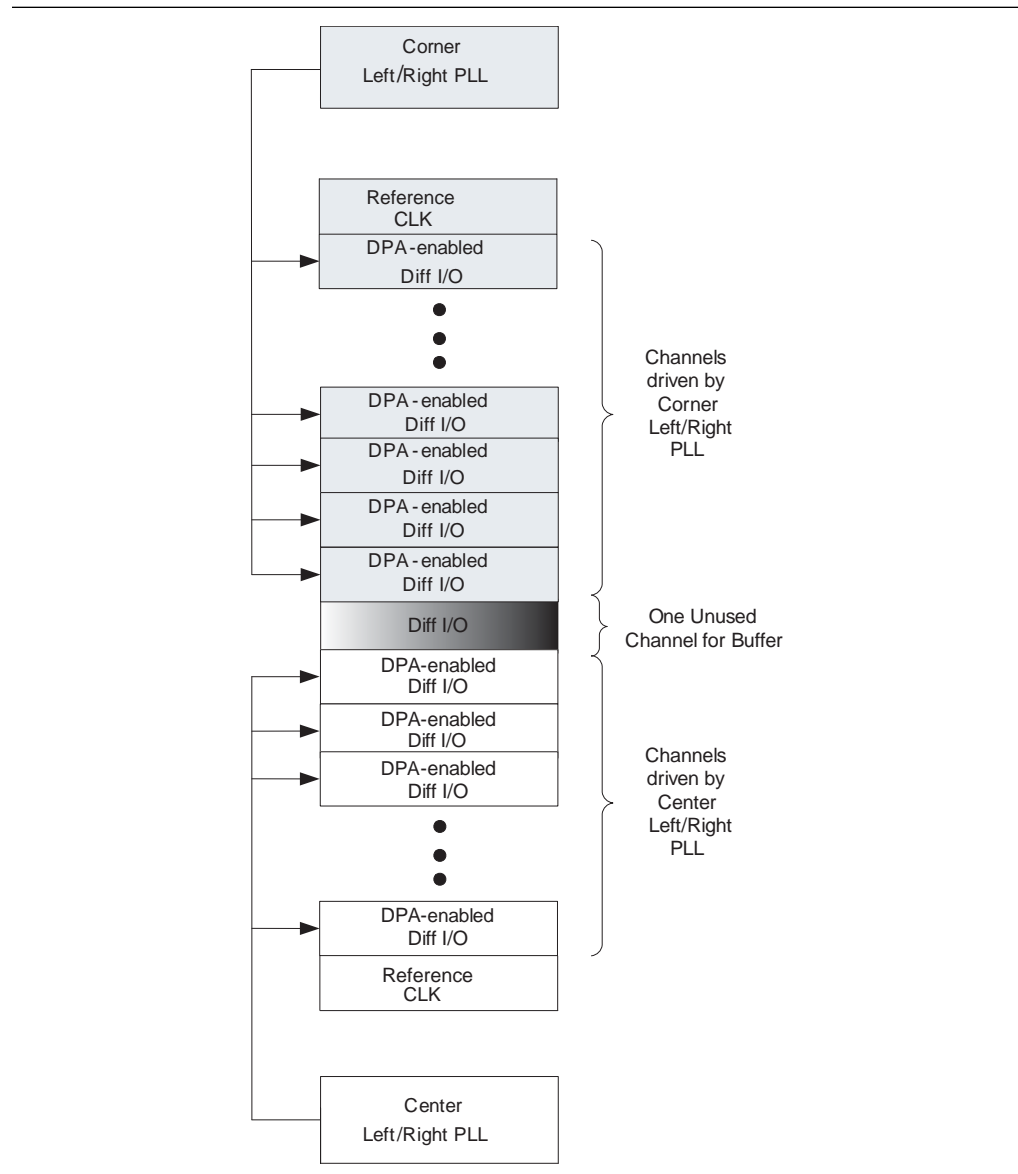 Corner
Left/Right PLL
Reference
CLK
DPA-enabled
Diff I/O
DPA-enabled
Diff I/O
DPA-enabled
Diff I/O
DPA-enabled
Diff I/O
DPA-enabled
Diff I/O
Channels
driven by
Corner
Left/Right
PLL
Diff I/O
One Unused
Channel for Buffer
DPA-enabled
Diff I/O
DPA-enabled
Diff I/O
DPA-enabled
Diff I/O
DPA-enabled
Diff I/O
Channels
driven by
Center
Left/Right
PLL
Reference
CLK
Center
Left/Right PLL